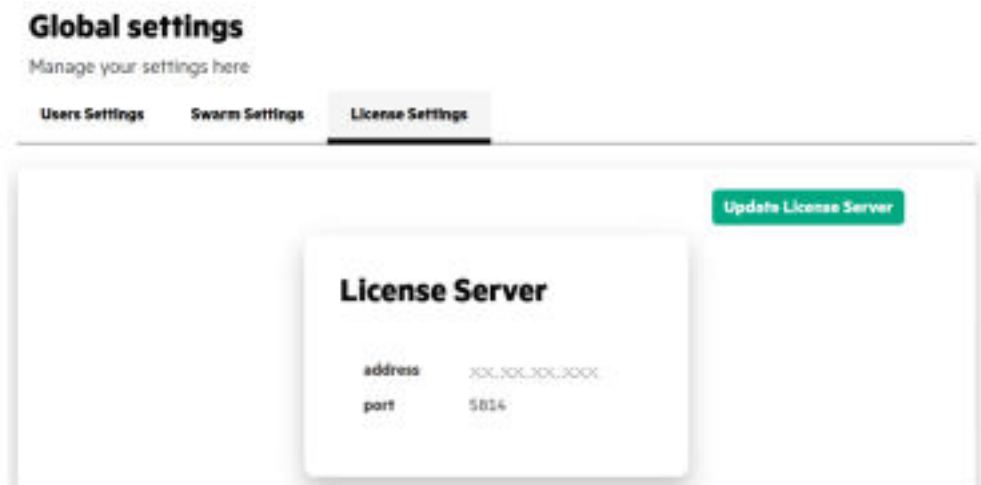 Global settings
Manage your settings here
Users Settings Swarm Settings License Settings
Update License Server
License Server
address XX.XX.XX.XXX
port 5814